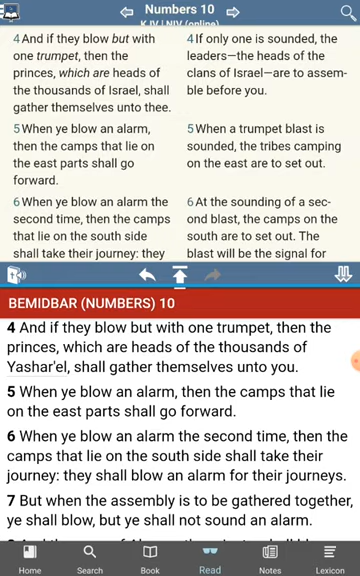 Numbers 10
KJV | NIV (online)
4 And if they blow but with
one trumpet, then the
princes, which are heads of
the thousands of Israel, shall
gather themselves unto thee.
5 When ye blow an alarm,
then the camps that lie on
the east parts shall go
forward.
6 When ye blow an alarm the
second time, then the camps
that lie on the south side
shall take their journey: they
4 If only one is sounded, the
leaders—the heads of the
clans of Israel—are to assem-
ble before you.
5 When a trumpet blast is
sounded, the tribes camping
on the east are to set out.
6 At the sounding of a sec-
ond blast, the camps on the
south are to set out. The
blast will be the signal for
BEMIDBAR (NUMBERS) 10
4 And if they blow but with one trumpet, then the
princes, which are heads of the thousands of
Yashar'el, shall gather themselves unto you.
5 When ye blow an alarm, then the camps that lie
on the east parts shall go forward.
6 When ye blow an alarm the second time, then the
camps that lie on the south side shall take their
journey: they shall blow an alarm for their journeys.
7 But when the assembly is to be gathered together,
ye shall blow, but ye shall not sound an alarm.
Home
Search
Book
Read
Notes
Lexicon